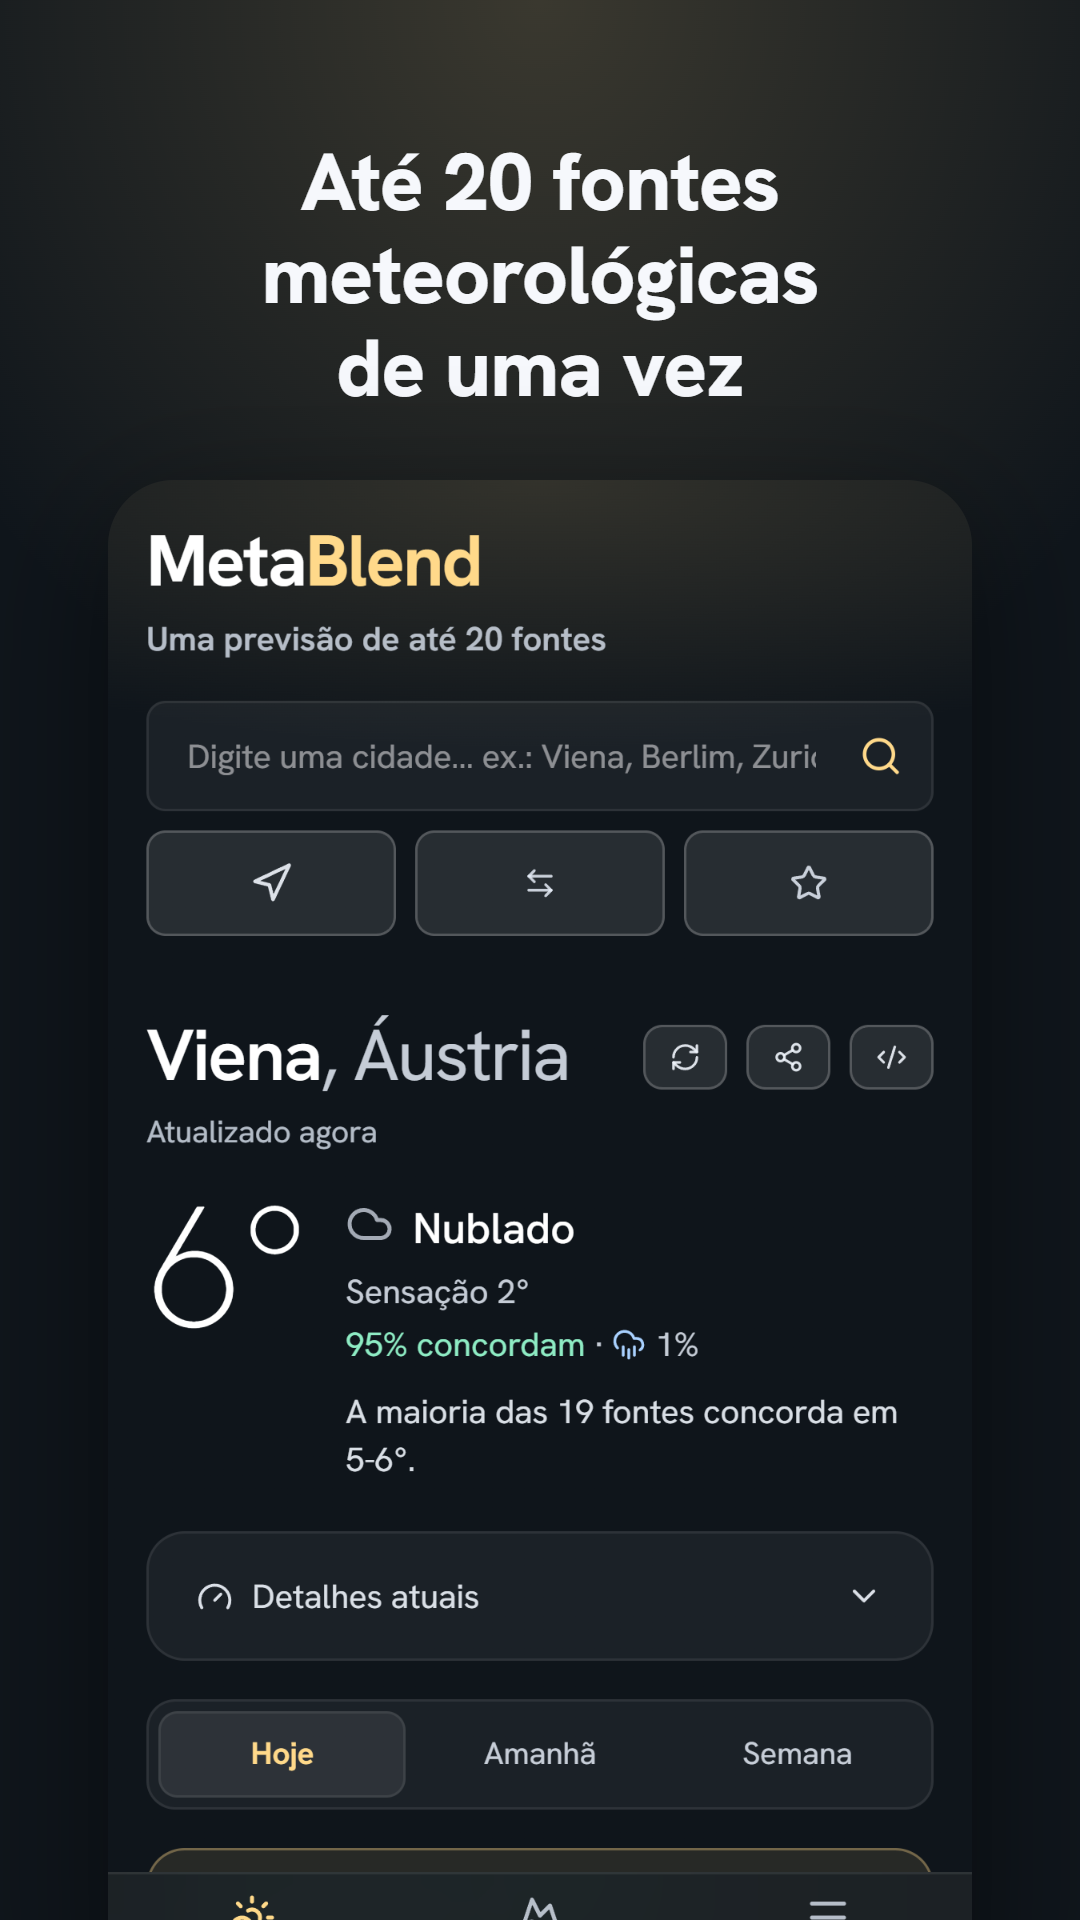 Até 20 fontes
meteorológicas
de uma vez
MetaBlend
Uma previsão de até 20 fontes
Digite uma cidade... ex.: Viena, Berlim, Zuric
Viena, Áustria
Atualizado agora
6°
Nublado
Sensação 2°
95% concordam · 1%
A maioria das 19 fontes concorda em
5-6°.
Detalhes atuais
Hoje Amanhã Semana